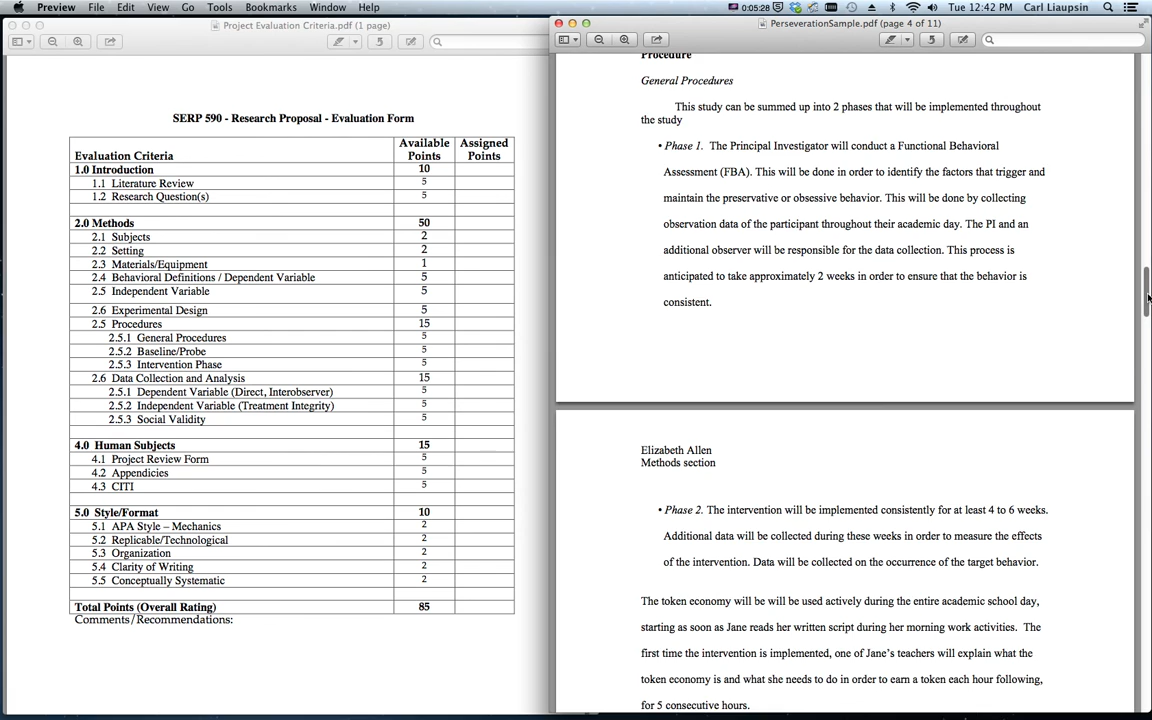 Preview File Edit View Go Tools Bookmarks Window Help 0:05:28 Tue 12:42 PM Carl Liaupsin
Project Evaluation Criteria.pdf (1 page)
SERP 590 - Research Proposal - Evaluation Form
Evaluation Criteria Available Points Assigned Points
1.0 Introduction 10
1.1 Literature Review 5
1.2 Research Question(s) 5
2.0 Methods 50
2.1 Subjects 2
2.2 Setting 2
2.3 Materials/Equipment 1
2.4 Behavioral Definitions / Dependent Variable 5
2.5 Independent Variable 5
2.6 Experimental Design 5
2.5 Procedures 15
2.5.1 General Procedures 5
2.5.2 Baseline/Probe 5
2.5.3 Intervention Phase 5
2.6 Data Collection and Analysis 15
2.5.1 Dependent Variable (Direct, Interobserver) 5
2.5.2 Independent Variable (Treatment Integrity) 5
2.5.3 Social Validity 5
4.0 Human Subjects 15
4.1 Project Review Form 5
4.2 Appendicies 5
4.3 CITI 5
5.0 Style/Format 10
5.1 APA Style – Mechanics 2
5.2 Replicable/Technological 2
5.3 Organization 2
5.4 Clarity of Writing 2
5.5 Conceptually Systematic 2
Total Points (Overall Rating) 85
Comments/Recommendations:
PerseverationSample.pdf (page 4 of 11)
Procedure
General Procedures
This study can be summed up into 2 phases that will be implemented throughout
the study
• Phase 1. The Principal Investigator will conduct a Functional Behavioral
Assessment (FBA). This will be done in order to identify the factors that trigger and
maintain the preservative or obsessive behavior. This will be done by collecting
observation data of the participant throughout their academic day. The PI and an
additional observer will be responsible for the data collection. This process is
anticipated to take approximately 2 weeks in order to ensure that the behavior is
consistent.
Elizabeth Allen
Methods section
• Phase 2. The intervention will be implemented consistently for at least 4 to 6 weeks.
Additional data will be collected during these weeks in order to measure the effects
of the intervention. Data will be collected on the occurrence of the target behavior.
The token economy will be will be used actively during the entire academic school day,
starting as soon as Jane reads her written script during her morning work activities. The
first time the intervention is implemented, one of Jane's teachers will explain what the
token economy is and what she needs to do in order to earn a token each hour following,
for 5 consecutive hours.